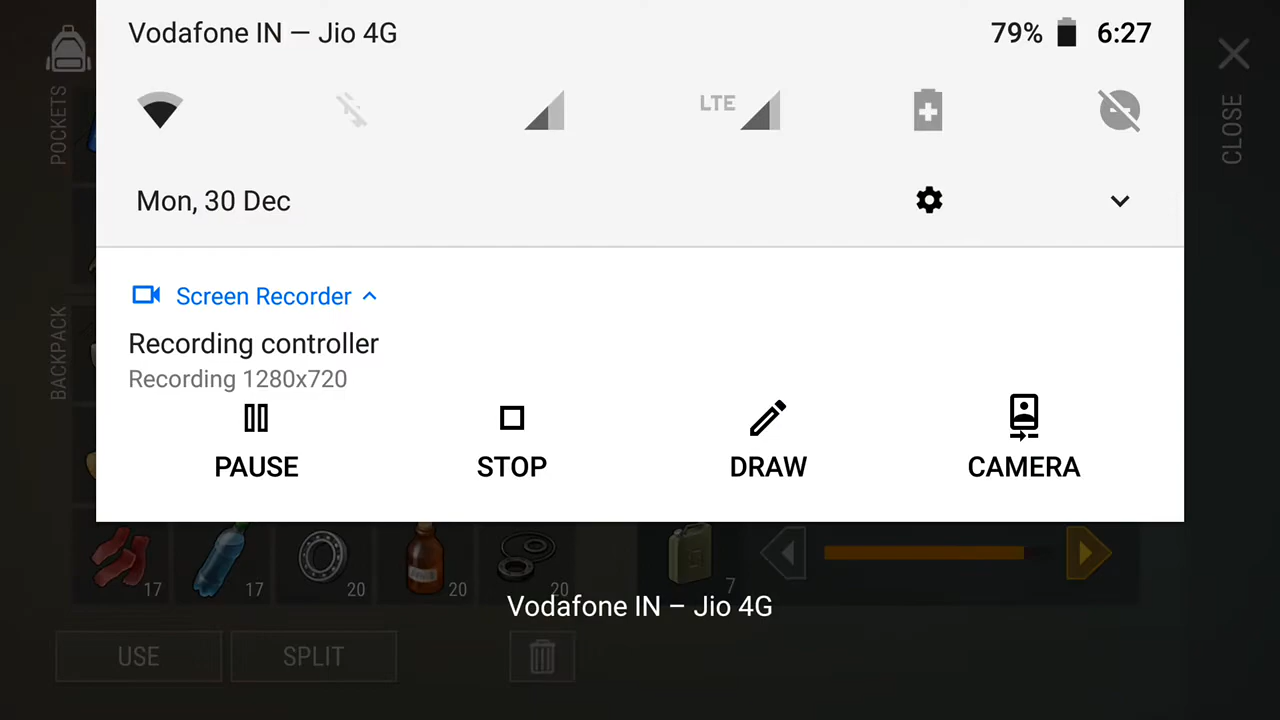 Vodafone IN — Jio 4G
79%
6:27
LTE
Mon, 30 Dec
Screen Recorder
Recording controller
Recording 1280x720
PAUSE
STOP
DRAW
CAMERA
POCKETS
BACKPACK
CLOSE
17
17
20
20
20
7
Vodafone IN – Jio 4G
USE
SPLIT